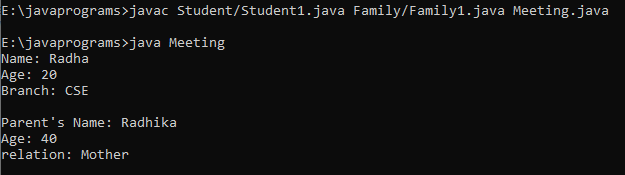 E:\javaprograms>javac Student/Student1.java Family/Family1.java Meeting.java
E:\javaprograms>java Meeting
Name: Radha
Age: 20
Branch: CSE
Parent's Name: Radhika
Age: 40
relation: Mother